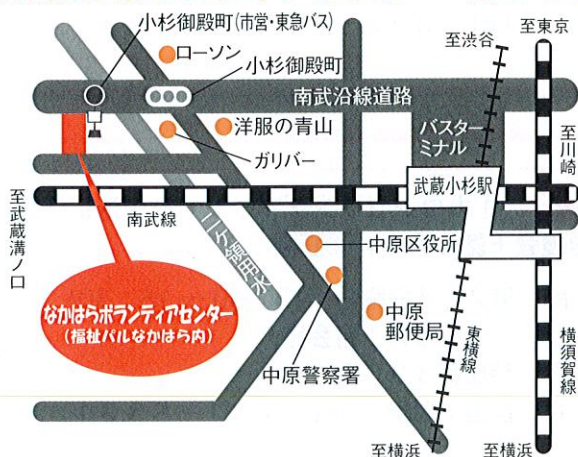 小杉御殿町(市営・東急バス)
至東京
至渋谷
ローソン
小杉御殿町
南武沿線道路
洋服の青山
バスター
ミナル
至川崎
ガリバー
武蔵小杉駅
至武蔵溝ノ口
南武線
二ヶ領用水
中原区役所
なかはらボランティアセンター
(福祉パルなかはら内)
中原
郵便局
東横線
横須賀線
中原警察署
至横浜
至横浜